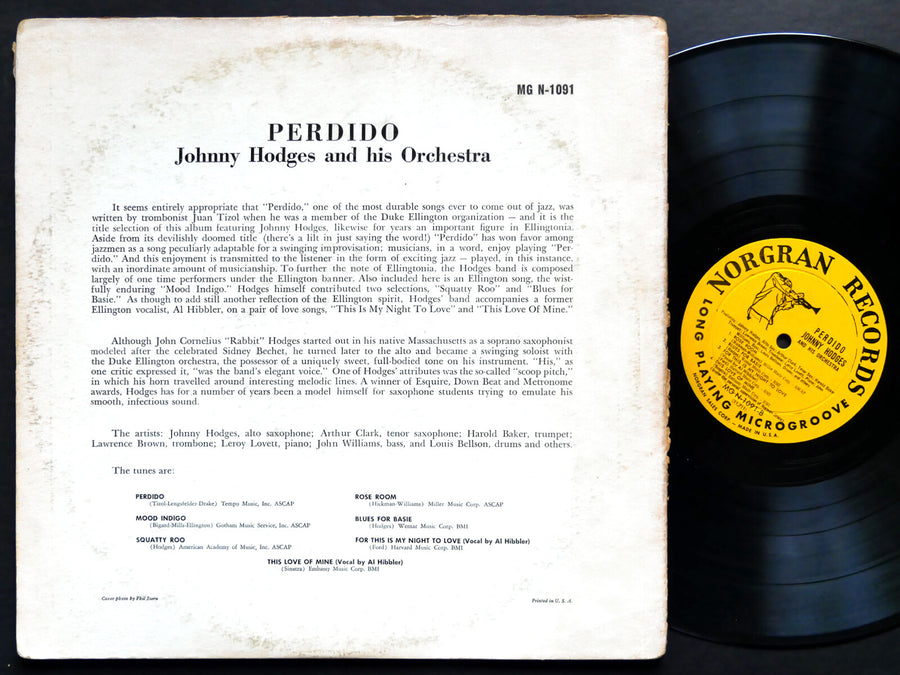 MG N-1091
PERDIDO
Johnny Hodges and his Orchestra
It seems entirely appropriate that "Perdido," one of the most durable songs ever to come out of jazz, was
written by trombonist Juan Tizol when he was a member of the Duke Ellington organization — and it is the
title selection of this album featuring Johnny Hodges, likewise for years an important figure in Ellingtonia.
Aside from its devilishly doomed title (there's a lilt in just saying the word!) "Perdido" has won favor among
jazzmen as a song peculiarly adaptable for a swinging improvisation; musicians, in a word, enjoy playing "Per-
dido." And this enjoyment is transmitted to the listener in the form of exciting jazz — played, in this instance,
with an inordinate amount of musicianship. To further the note of Ellingtonia, the Hodges band is composed
largely of one time performers under the Ellington banner. Also included here is an Ellington song, the wist-
fully enduring "Mood Indigo." Hodges himself contributed two selections, "Squatty Roo" and "Blues for
Basie." As though to add still another reflection of the Ellington spirit, Hodges' band accompanies a former
Ellington vocalist, Al Hibbler, on a pair of love songs, "This Is My Night To Love" and "This Love Of Mine."
Although John Cornelius "Rabbit" Hodges started out in his native Massachusetts as a soprano saxophonist
modeled after the celebrated Sidney Bechet, he turned later to the alto and became a swinging soloist with
the Duke Ellington orchestra, the possessor of a uniquely sweet, full-bodied tone on his instrument. "His," as
one critic expressed it, "was the band's elegant voice." One of Hodges' attributes was the so-called "scoop pitch,"
in which his horn travelled around interesting melodic lines. A winner of Esquire, Down Beat and Metronome
awards, Hodges has for a number of years been a model himself for saxophone students trying to emulate his
smooth, infectious sound.
The artists: Johnny Hodges, alto saxophone; Arthur Clark, tenor saxophone; Harold Baker, trumpet;
Lawrence Brown, trombone; Leroy Lovett, piano; John Williams, bass, and Louis Bellson, drums and others.
The tunes are:
PERDIDO
(Tizol-Lengsfelder-Drake) Tempo Music, Inc. ASCAP
MOOD INDIGO
(Bigard-Mills-Ellington) Gotham Music Service, Inc. ASCAP
SQUATTY ROO
(Hodges) American Academy of Music, Inc. ASCAP
ROSE ROOM
(Hickman-Williams) Miller Music Corp. ASCAP
BLUES FOR BASIE
(Hodges) Wemar Music Corp. BMI
FOR THIS IS MY NIGHT TO LOVE (Vocal by Al Hibbler)
(Ford) Harvard Music Corp. BMI
THIS LOVE OF MINE (Vocal by Al Hibbler)
(Sinatra) Embassy Music Corp. BMI
Cover photo by Phil Stern
Printed in U. S. A.
NORGRAN RECORDS
PERDIDO
JOHNNY HODGES
AND HIS ORCHESTRA
MG N-1091-B
LONG PLAYING MICROGROOVE
NORGRAN SALES CORP. — MADE IN U.S.A.